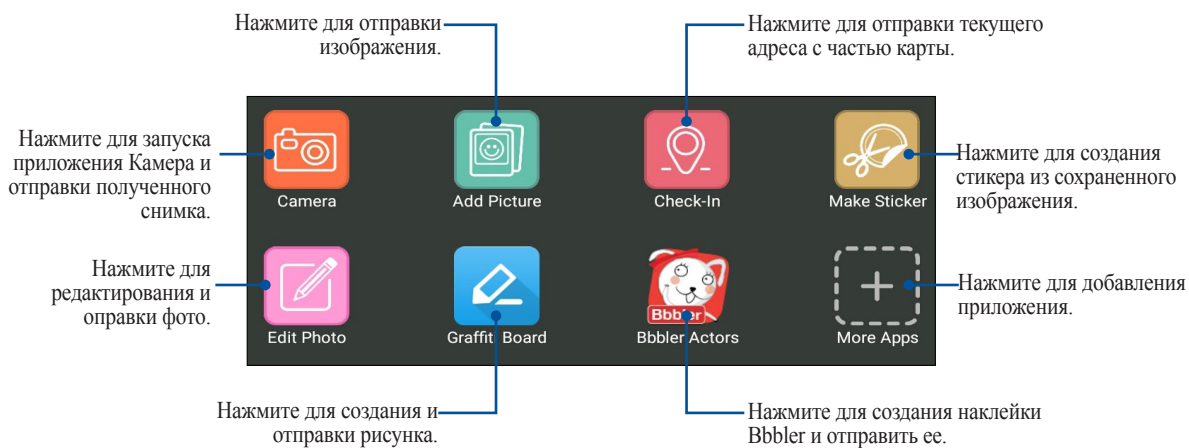 Нажмите для отправки
изображения.
Нажмите для отправки текущего
адреса с частью карты.
Нажмите для запуска
приложения Камера и
отправки полученного
снимка.
Camera
Add Picture
Check-In
Make Sticker
Нажмите для создания
стикера из сохраненного
изображения.
Нажмите для
редактирования и
оправки фото.
Bbbler
Edit Photo
Graffiti Board
Bbbler Actors
More Apps
Нажмите для добавления
приложения.
Нажмите для создания и
отправки рисунка.
Нажмите для создания наклейки
Bbbler и отправить ее.